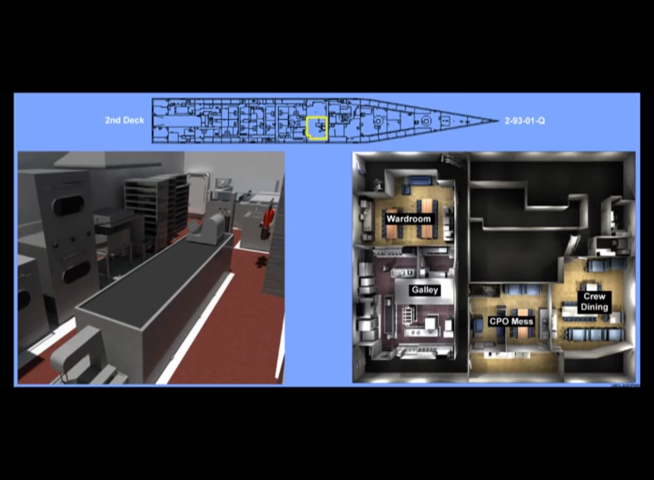 2nd Deck
2-93-01-Q
Wardroom
Galley
CPO Mess
Crew
Dining